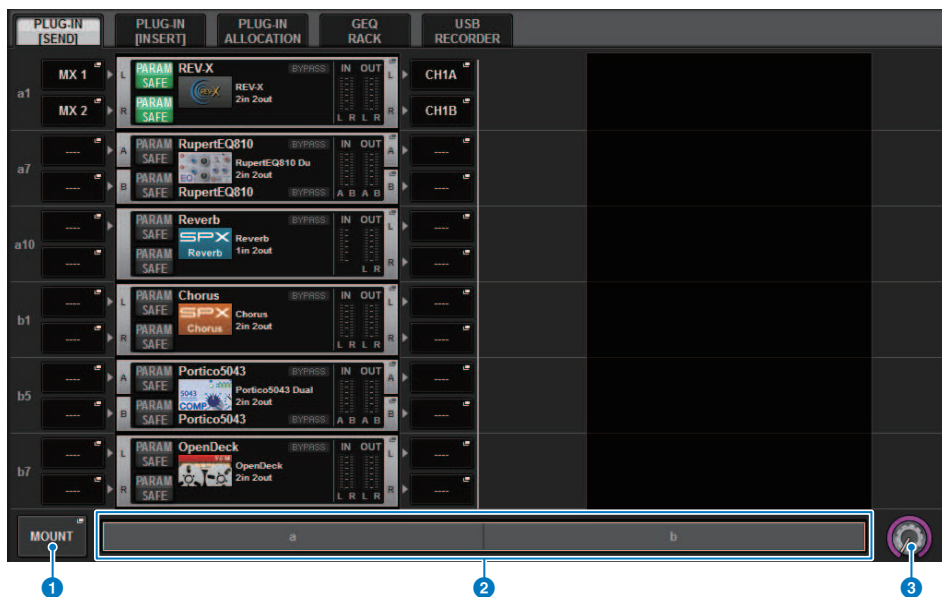 PLUG-IN [SEND]
PLUG-IN [INSERT]
PLUG-IN ALLOCATION
GEQ RACK
USB RECORDER
a1
MX 1
MX 2
L
R
PARAM SAFE
PARAM SAFE
REV-X
BYPASS
REV-X
REV-X
2in 2out
IN OUT
L R L R
L
R
CH1A
CH1B
a7
----
----
A
B
PARAM SAFE
PARAM SAFE
RupertEQ810
BYPASS
EQ
RupertEQ810 Du
2in 2out
RupertEQ810
BYPASS
IN OUT
A B A B
A
B
----
----
a10
----
----
PARAM SAFE
PARAM SAFE
Reverb
BYPASS
SPX
Reverb
Reverb
1in 2out
IN OUT
L R
L
R
----
----
b1
----
----
L
R
PARAM SAFE
PARAM SAFE
Chorus
BYPASS
SPX
Chorus
Chorus
2in 2out
IN OUT
L R L R
L
R
----
----
b5
----
----
A
B
PARAM SAFE
PARAM SAFE
Portico5043
BYPASS
5043
COMP
Portico5043 Dual
2in 2out
Portico5043
BYPASS
IN OUT
A B A B
A
B
----
----
b7
----
----
L
R
PARAM SAFE
PARAM SAFE
OpenDeck
BYPASS
OpenDeck
2in 2out
IN OUT
L R L R
L
R
----
----
MOUNT
a
b
1
2
3